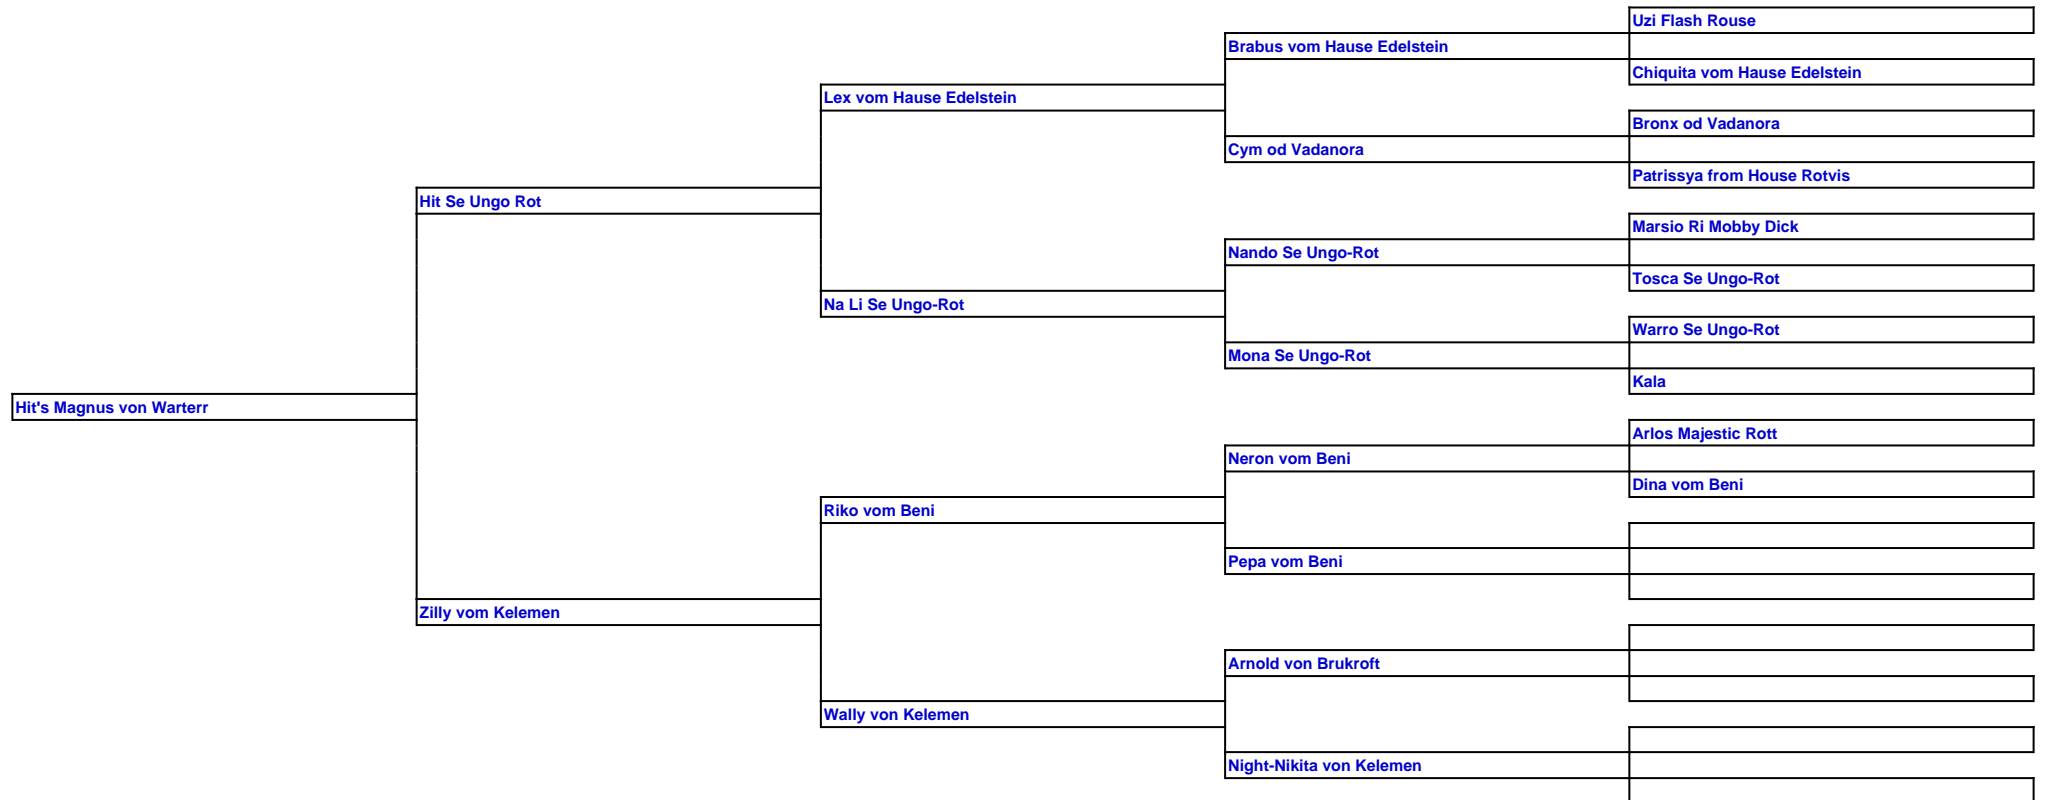 Uzi Flash Rouse
Brabus vom Hause Edelstein
Chiquita vom Hause Edelstein
Lex vom Hause Edelstein
Bronx od Vadanora
Cym od Vadanora
Patrissya from House Rotvis
Hit Se Ungo Rot
Marsio Ri Mobby Dick
Nando Se Ungo-Rot
Tosca Se Ungo-Rot
Na Li Se Ungo-Rot
Warro Se Ungo-Rot
Mona Se Ungo-Rot
Kala
Hit's Magnus von Warterr
Arlos Majestic Rott
Neron vom Beni
Dina vom Beni
Riko vom Beni
Pepa vom Beni
Zilly vom Kelemen
Arnold von Brukroft
Wally von Kelemen
Night-Nikita von Kelemen